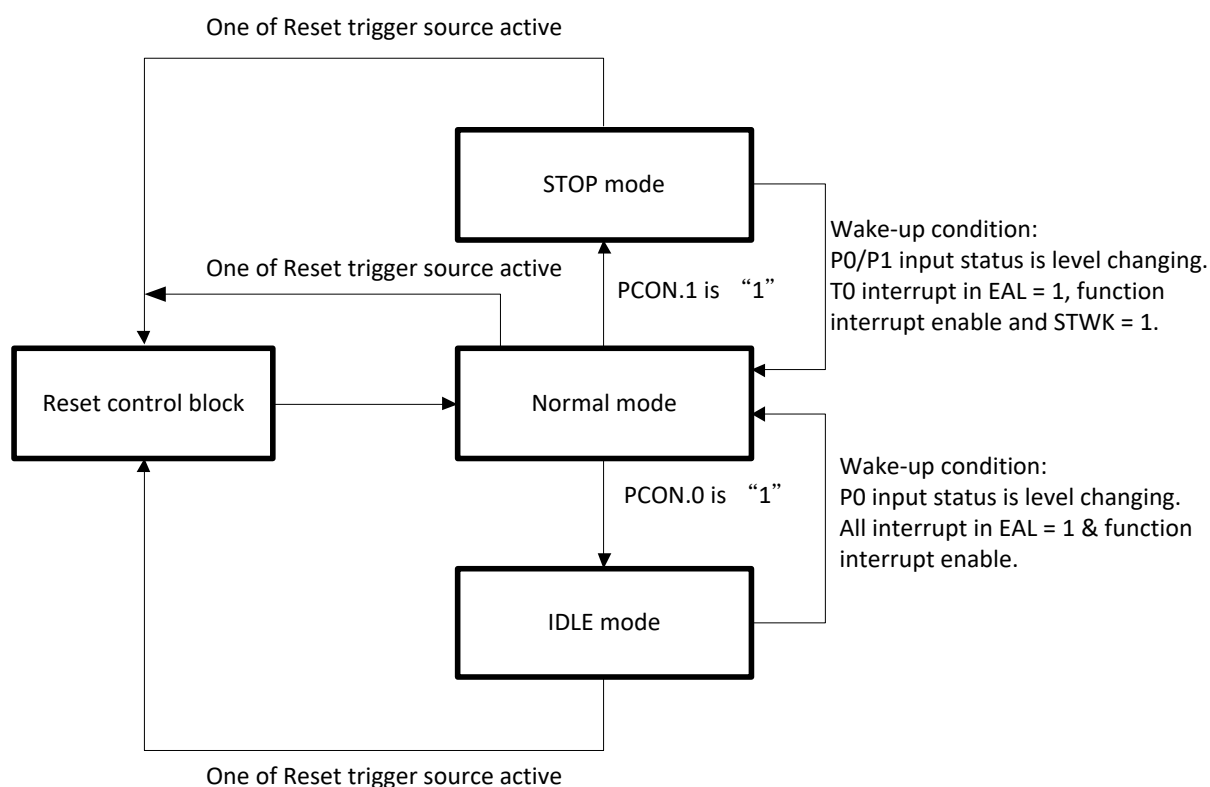 One of Reset trigger source active
STOP mode
Wake-up condition:
P0/P1 input status is level changing.
T0 interrupt in EAL = 1, function
interrupt enable and STWK = 1.
One of Reset trigger source active
PCON.1 is “1”
Reset control block
Normal mode
PCON.0 is “1”
Wake-up condition:
P0 input status is level changing.
All interrupt in EAL = 1 & function
interrupt enable.
IDLE mode
One of Reset trigger source active